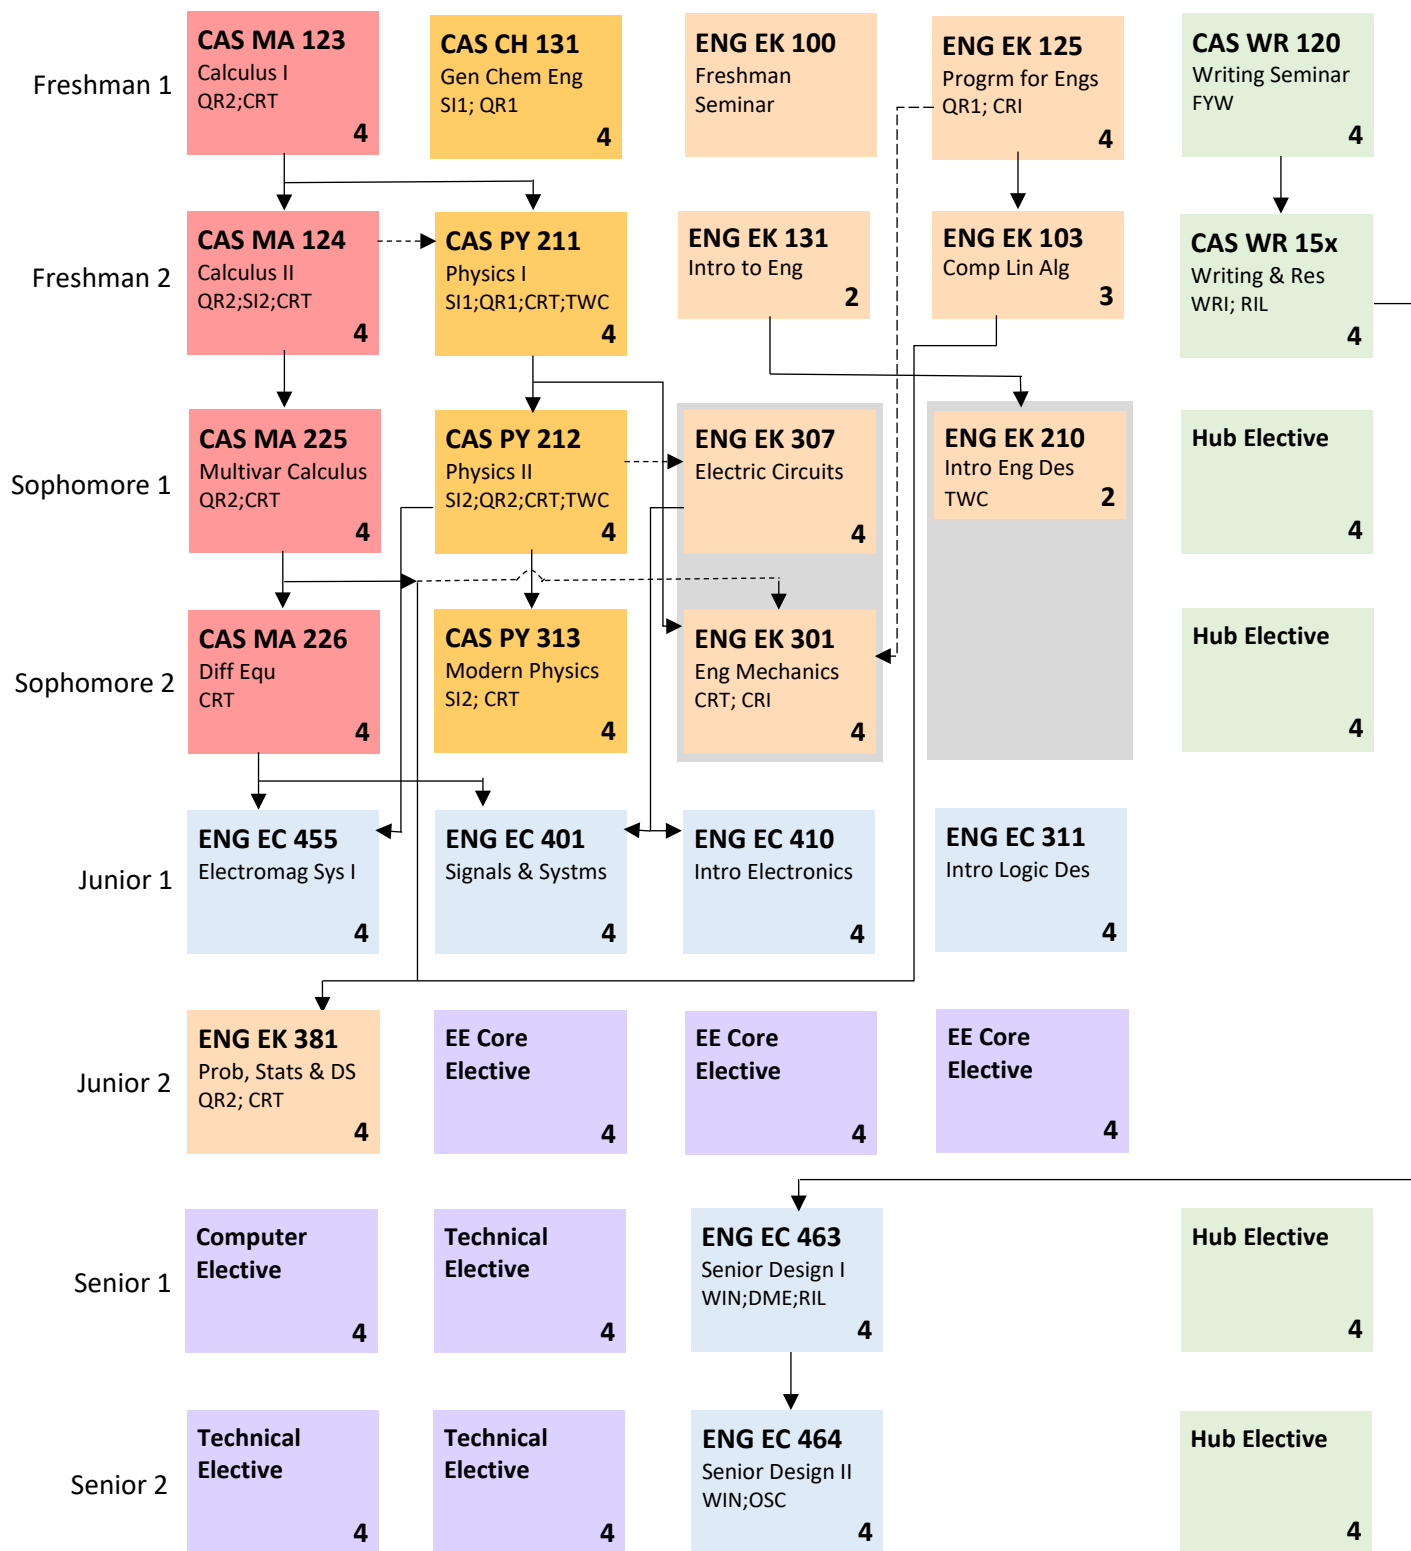 Freshman 1
CAS MA 123
Calculus I
QR2;CRT
4
CAS CH 131
Gen Chem Eng
SI1; QR1
4
ENG EK 100
Freshman
Seminar
ENG EK 125
Progrm for Engs
QR1; CRI
4
CAS WR 120
Writing Seminar
FYW
4
Freshman 2
CAS MA 124
Calculus II
QR2;SI2;CRT
4
CAS PY 211
Physics I
SI1;QR1;CRT;TWC
4
ENG EK 131
Intro to Eng
2
ENG EK 103
Comp Lin Alg
3
CAS WR 15x
Writing & Res
WRI; RIL
4
Sophomore 1
CAS MA 225
Multivar Calculus
QR2;CRT
4
CAS PY 212
Physics II
SI2;QR2;CRT;TWC
4
ENG EK 307
Electric Circuits
4
ENG EK 210
Intro Eng Des
TWC
2
Hub Elective
4
Sophomore 2
CAS MA 226
Diff Equ
CRT
4
CAS PY 313
Modern Physics
SI2; CRT
4
ENG EK 301
Eng Mechanics
CRT; CRI
4
Hub Elective
4
Junior 1
ENG EC 455
Electromag Sys I
4
ENG EC 401
Signals & Systms
4
ENG EC 410
Intro Electronics
4
ENG EC 311
Intro Logic Des
4
Junior 2
ENG EK 381
Prob, Stats & DS
QR2; CRT
4
EE Core
Elective
4
EE Core
Elective
4
EE Core
Elective
4
Senior 1
Computer
Elective
4
Technical
Elective
4
ENG EC 463
Senior Design I
WIN;DME;RIL
4
Hub Elective
4
Senior 2
Technical
Elective
4
Technical
Elective
4
ENG EC 464
Senior Design II
WIN;OSC
4
Hub Elective
4